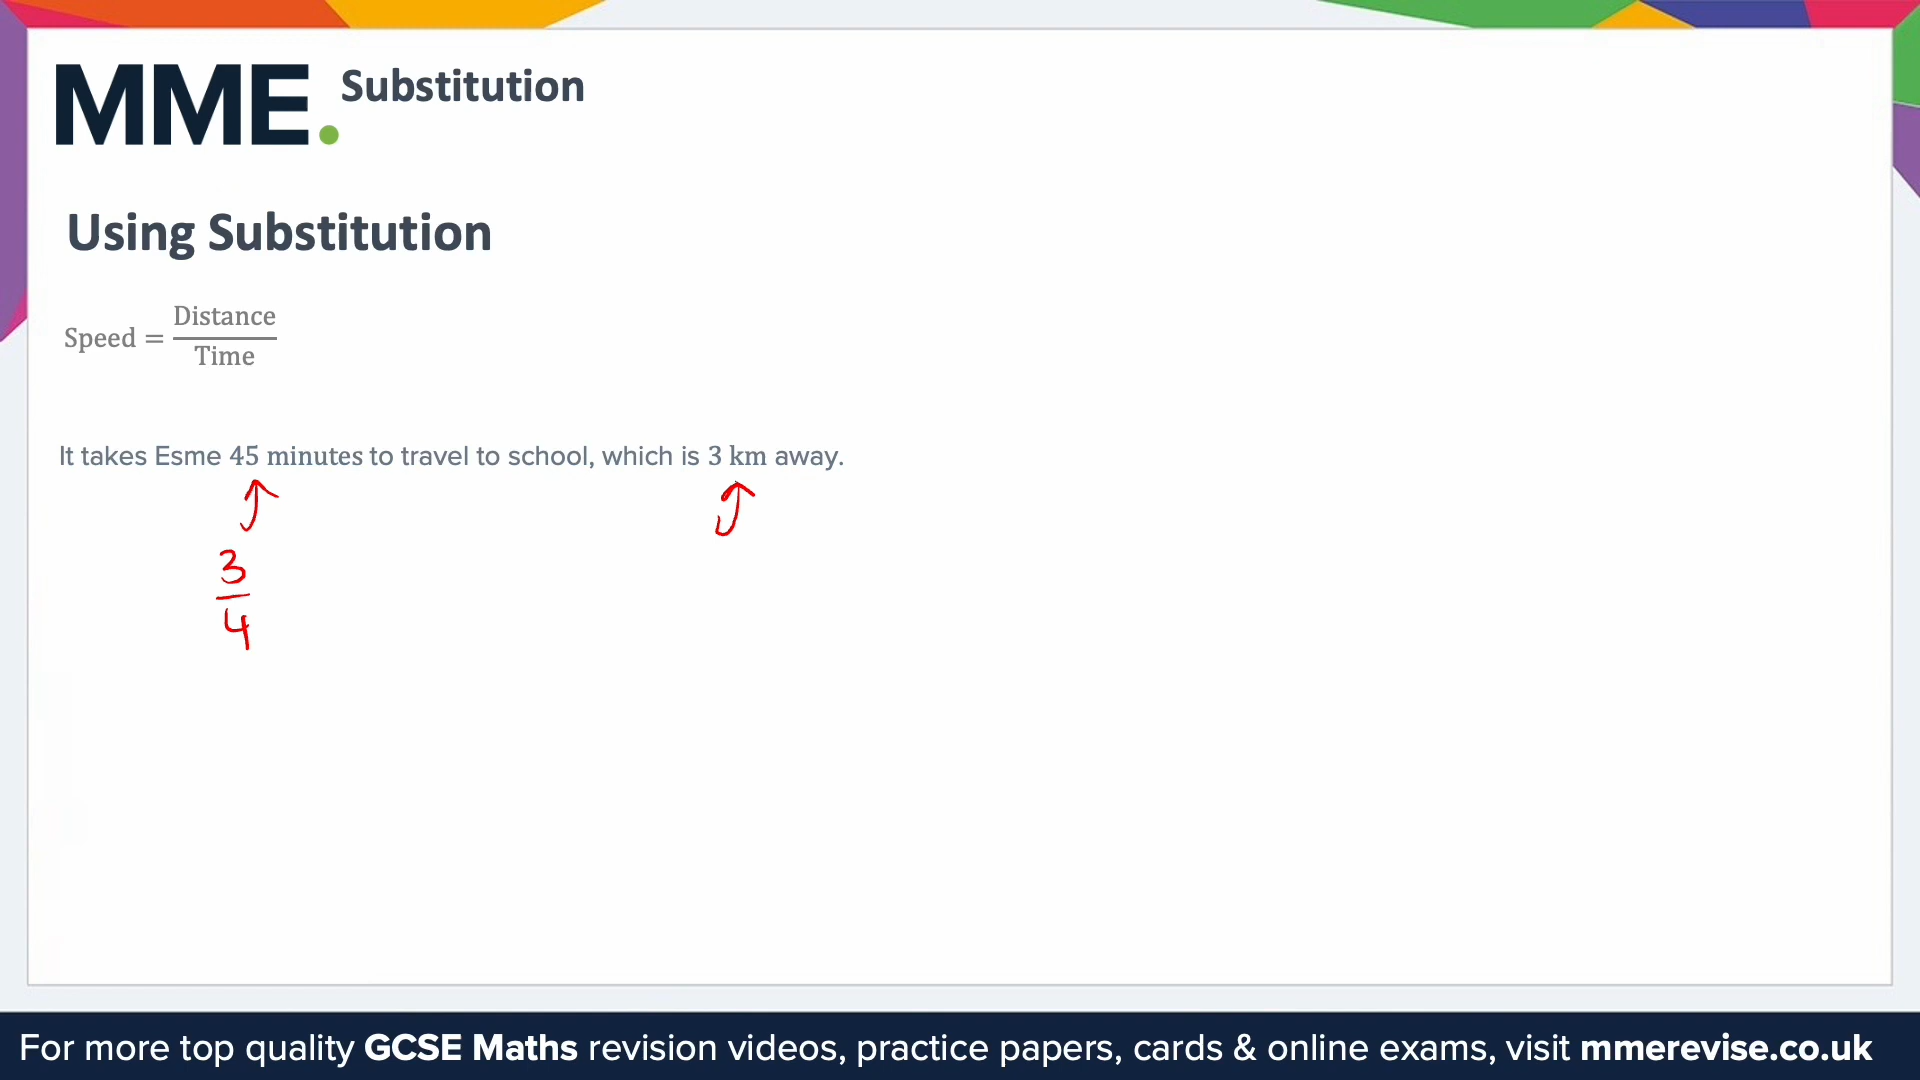 MME. Substitution
Using Substitution
Speed = Distance / Time
It takes Esme 45 minutes to travel to school, which is 3 km away.
3
4
For more top quality GCSE Maths revision videos, practice papers, cards & online exams, visit mmerevise.co.uk